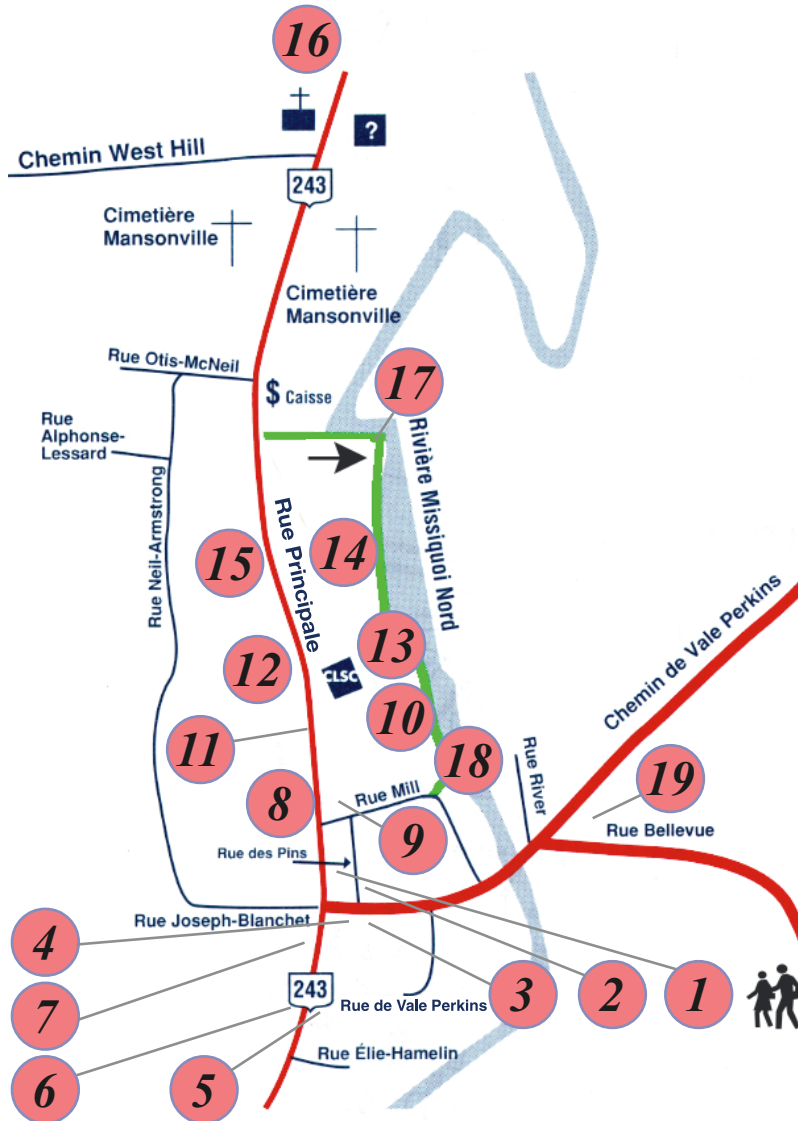 16
?
Chemin West Hill
243
Cimetière
Mansonville
Cimetière
Mansonville
Rue Otis-McNeil
$ Caisse
17
Rue
Alphonse-
Lessard
Rivière Missiquoi Nord
Rue Neil-Armstrong
Rue Principale
14
15
Chemin de Vale Perkins
13
12
CLSC
10
11
18
Rue River
19
8
Rue Mill
9
Rue Bellevue
Rue des Pins
Rue Joseph-Blanchet
4
3
2
1
7
243
Rue de Vale Perkins
Rue Élie-Hamelin
6
5